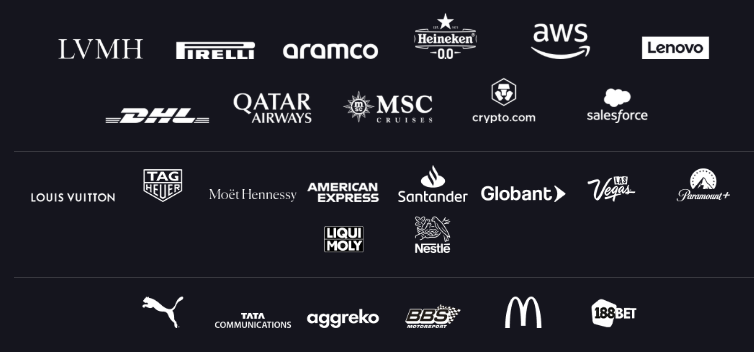 LVMH
PIRELLI
aramco
EST. 1873
Heineken
0.0
aws
Lenovo
DHL
QATAR
AIRWAYS
MSC
CRUISES
crypto.com
salesforce
LOUIS VUITTON
TAG
HEUER
Moët Hennessy
AMERICAN
EXPRESS
Santander
Globant
LAS
Vegas
Paramount+
LIQUI
MOLY
Nestlé
TATA
COMMUNICATIONS
aggreko
BBS
MOTORSPORT
188BET